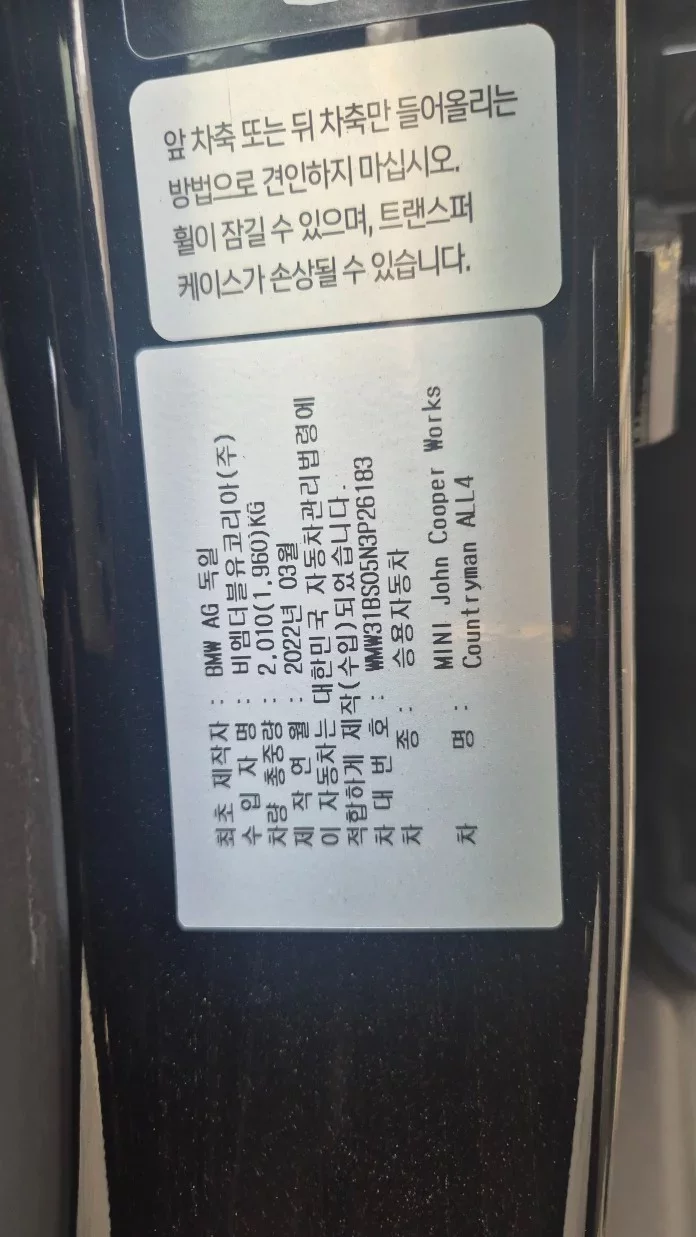 앞 차축 또는 뒤 차축만 들어올리는
방법으로 견인하지 마십시오.
휠이 잠길 수 있으며, 트랜스퍼
케이스가 손상될 수 있습니다.
최초 제작자 : BMW AG 독일
수 입 자 명 : 비엠더블유코리아(주)
차량 총중량 : 2,010(1,960)KG
제 작 연 월 : 2022년 03월
이 자동차는 대한민국 자동차관리법령에
적합하게 제작(수입)되었습니다.
차 대 번 호 : WMW31BS05N3P26183
차 종 : 승용자동차
차 명 : MINI John Cooper Works
Countryman ALL4